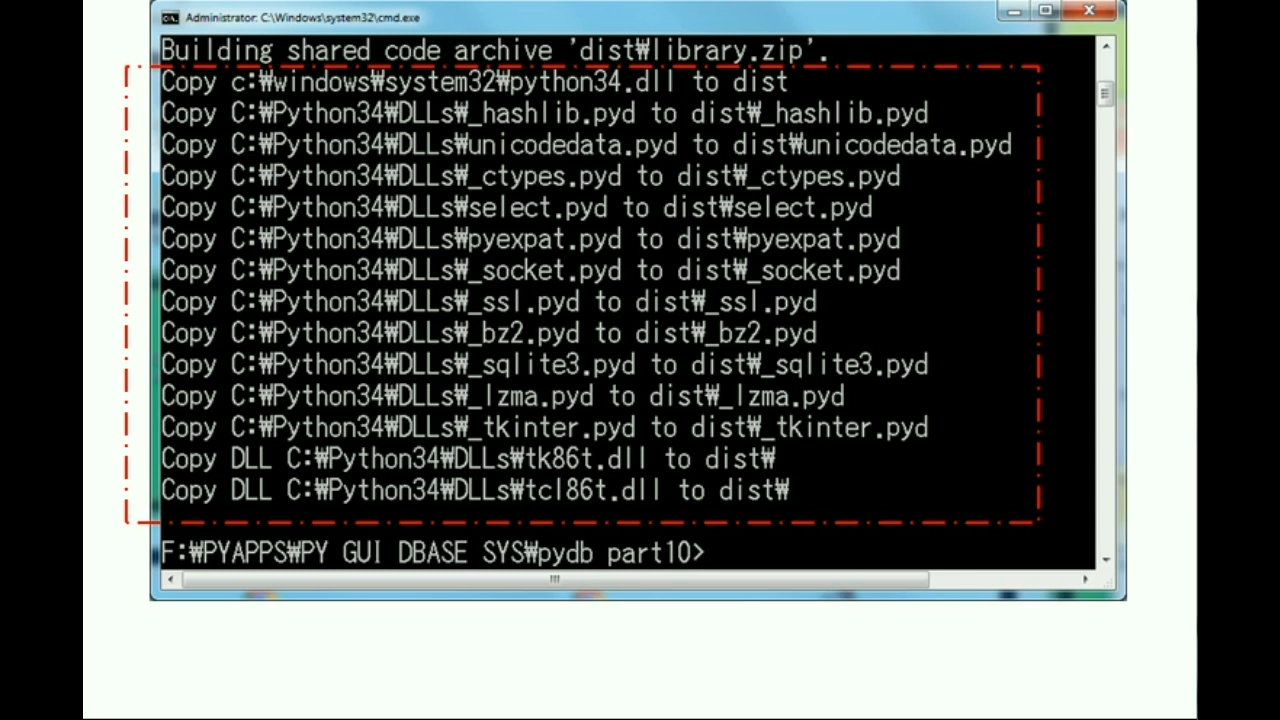 Administrator: C:\Windows\system32\cmd.exe
Building shared code archive 'dist₩library.zip'.
Copy c:₩windows₩system32₩python34.dll to dist
Copy C:₩Python34₩DLLs₩_hashlib.pyd to dist₩_hashlib.pyd
Copy C:₩Python34₩DLLs₩unicodedata.pyd to dist₩unicodedata.pyd
Copy C:₩Python34₩DLLs₩_ctypes.pyd to dist₩_ctypes.pyd
Copy C:₩Python34₩DLLs₩select.pyd to dist₩select.pyd
Copy C:₩Python34₩DLLs₩pyexpat.pyd to dist₩pyexpat.pyd
Copy C:₩Python34₩DLLs₩_socket.pyd to dist₩_socket.pyd
Copy C:₩Python34₩DLLs₩_ssl.pyd to dist₩_ssl.pyd
Copy C:₩Python34₩DLLs₩_bz2.pyd to dist₩_bz2.pyd
Copy C:₩Python34₩DLLs₩_sqlite3.pyd to dist₩_sqlite3.pyd
Copy C:₩Python34₩DLLs₩_lzma.pyd to dist₩_lzma.pyd
Copy C:₩Python34₩DLLs₩_tkinter.pyd to dist₩_tkinter.pyd
Copy DLL C:₩Python34₩DLLs₩tk86t.dll to dist₩
Copy DLL C:₩Python34₩DLLs₩tcl86t.dll to dist₩
F:₩PYAPPS₩PY GUI DBASE SYS₩pydb part10>